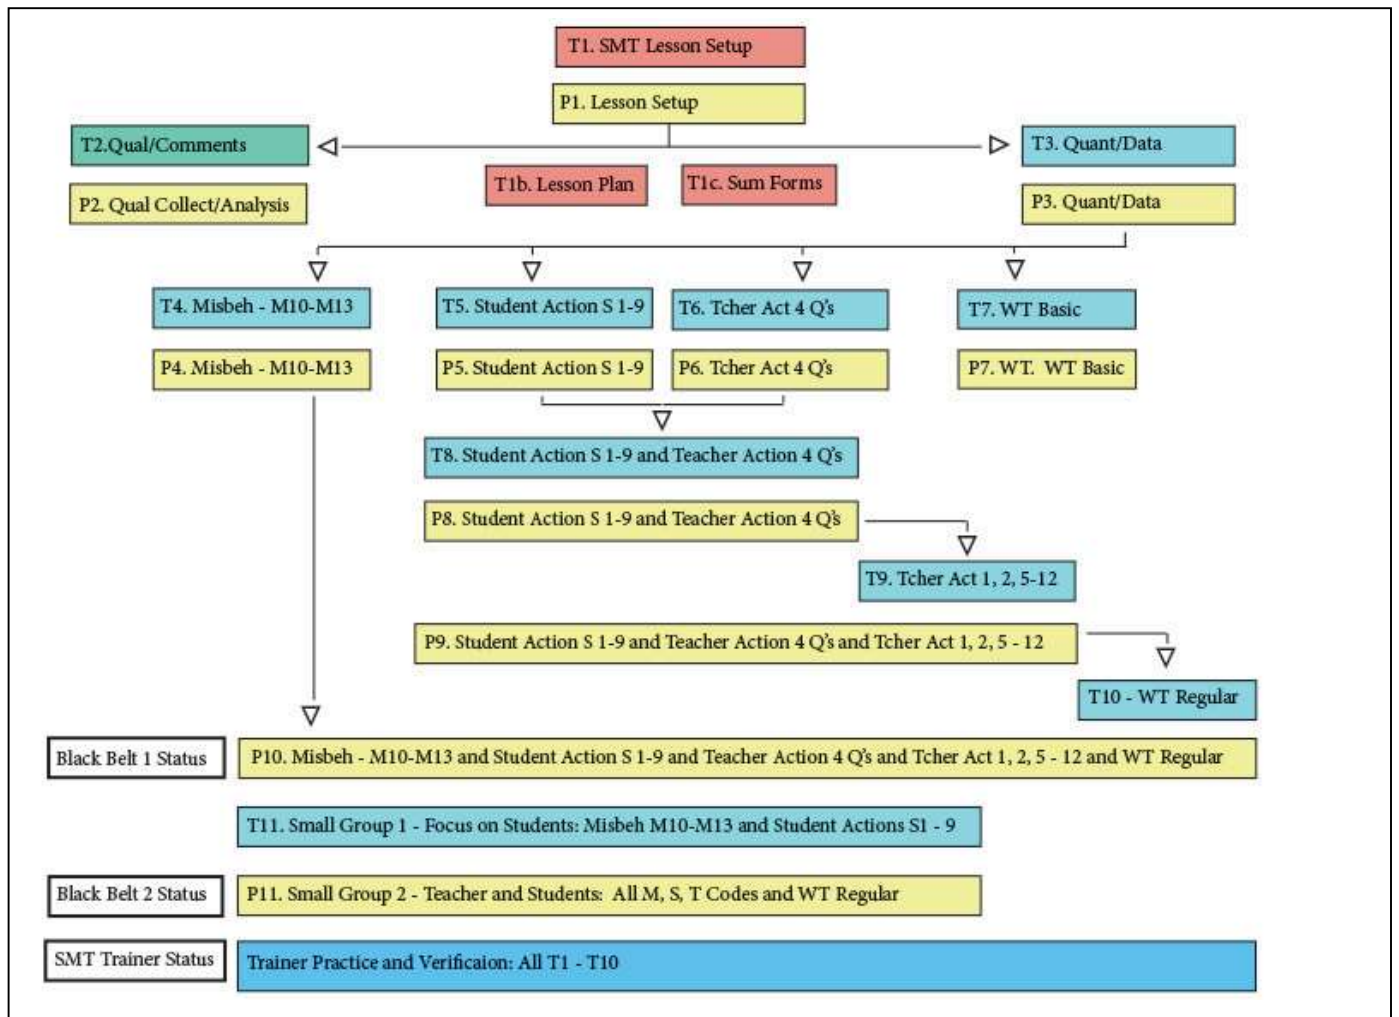 T1. SMT Lesson Setup
P1. Lesson Setup
T2.Qual/Comments
T3. Quant/Data
T1b. Lesson Plan
T1c. Sum Forms
P2. Qual Collect/Analysis
P3. Quant/Data
T4. Misbeh - M10-M13
T5. Student Action S 1-9
T6. Tcher Act 4 Q's
T7. WT Basic
P4. Misbeh - M10-M13
P5. Student Action S 1-9
P6. Tcher Act 4 Q's
P7. WT. WT Basic
T8. Student Action S 1-9 and Teacher Action 4 Q's
P8. Student Action S 1-9 and Teacher Action 4 Q's
T9. Tcher Act 1, 2, 5-12
P9. Student Action S 1-9 and Teacher Action 4 Q's and Tcher Act 1, 2, 5 - 12
T10 - WT Regular
Black Belt 1 Status
P10. Misbeh - M10-M13 and Student Action S 1-9 and Teacher Action 4 Q's and Tcher Act 1, 2, 5 - 12 and WT Regular
T11. Small Group 1 - Focus on Students: Misbeh M10-M13 and Student Actions S1 - 9
Black Belt 2 Status
P11. Small Group 2 - Teacher and Students: All M, S, T Codes and WT Regular
SMT Trainer Status
Trainer Practice and Verificaion: All T1 - T10